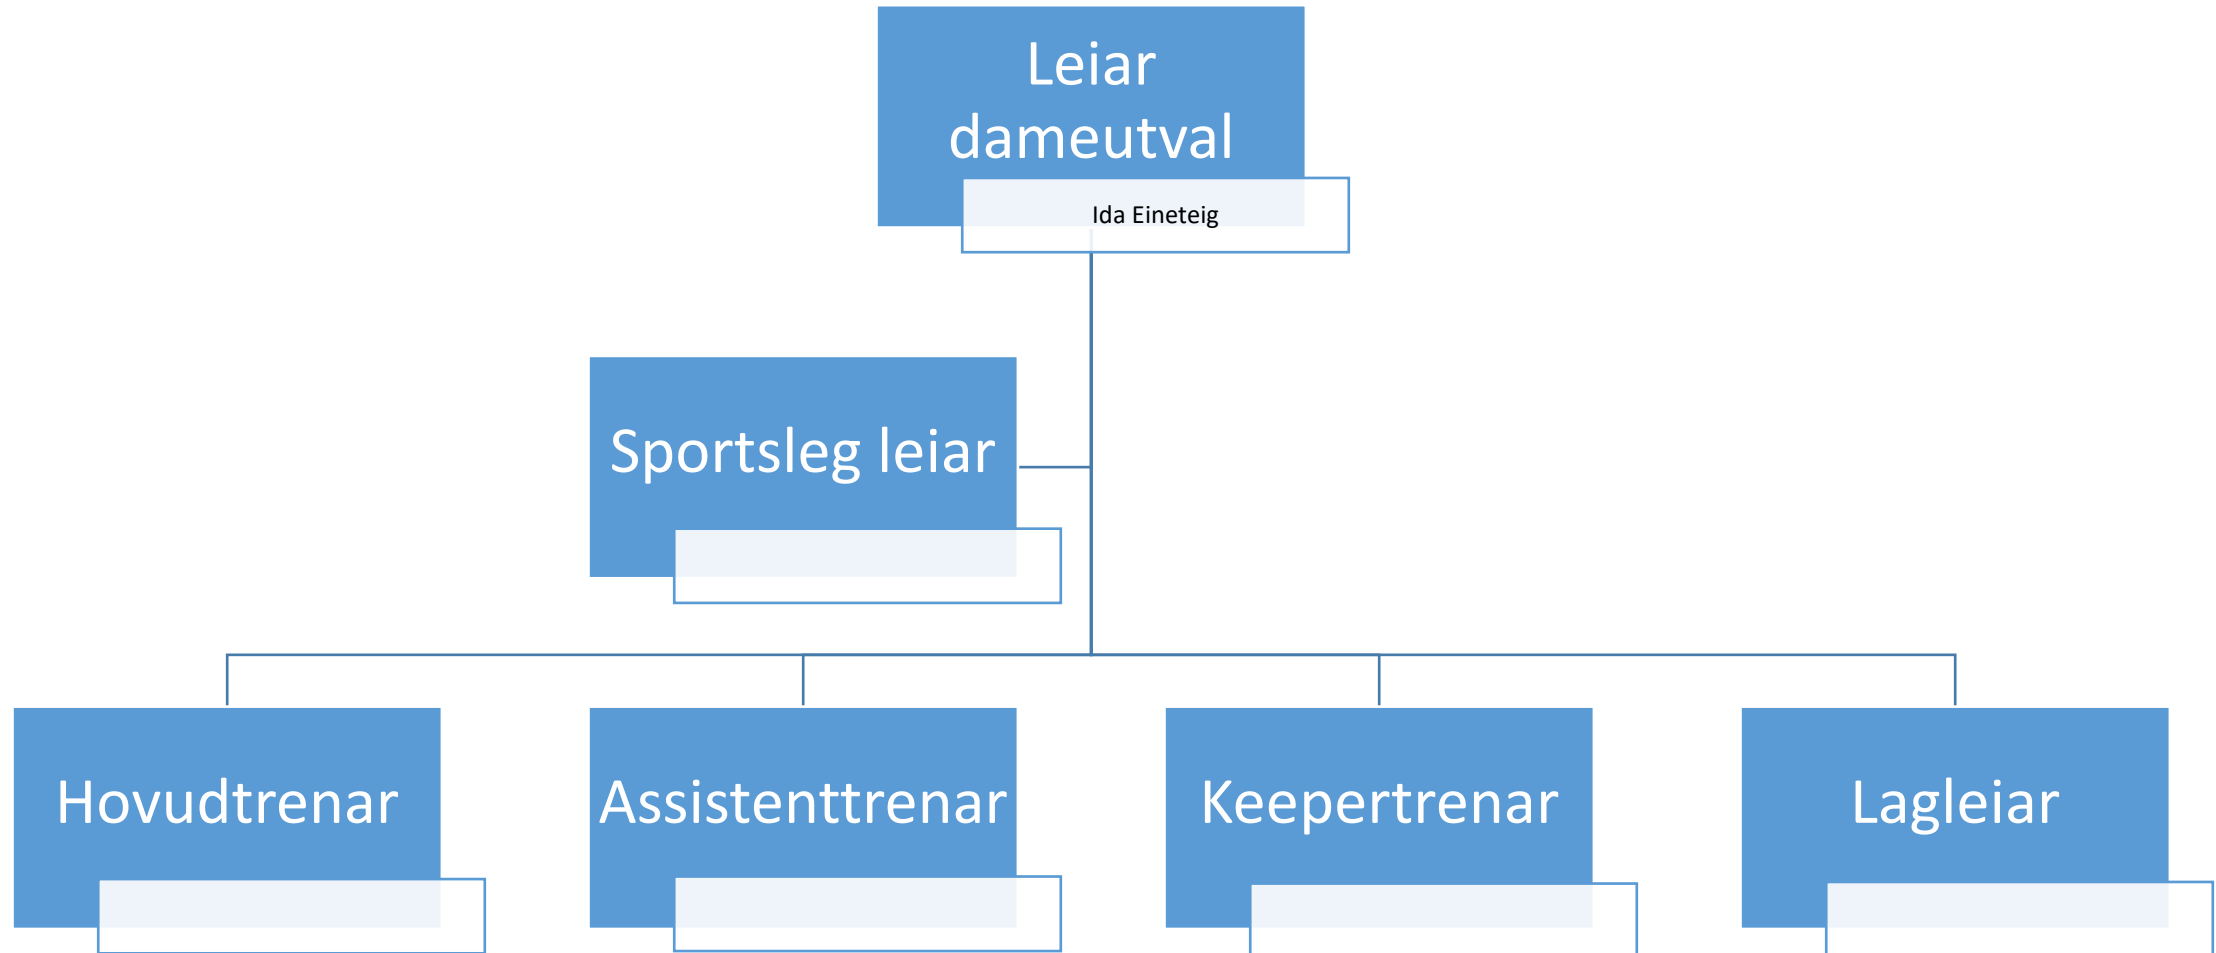 Leiar
dameutval
Ida Eineteig
Sportsleg leiar
Hovudtrenar
Assistenttrenar
Keepertrenar
Lagleiar